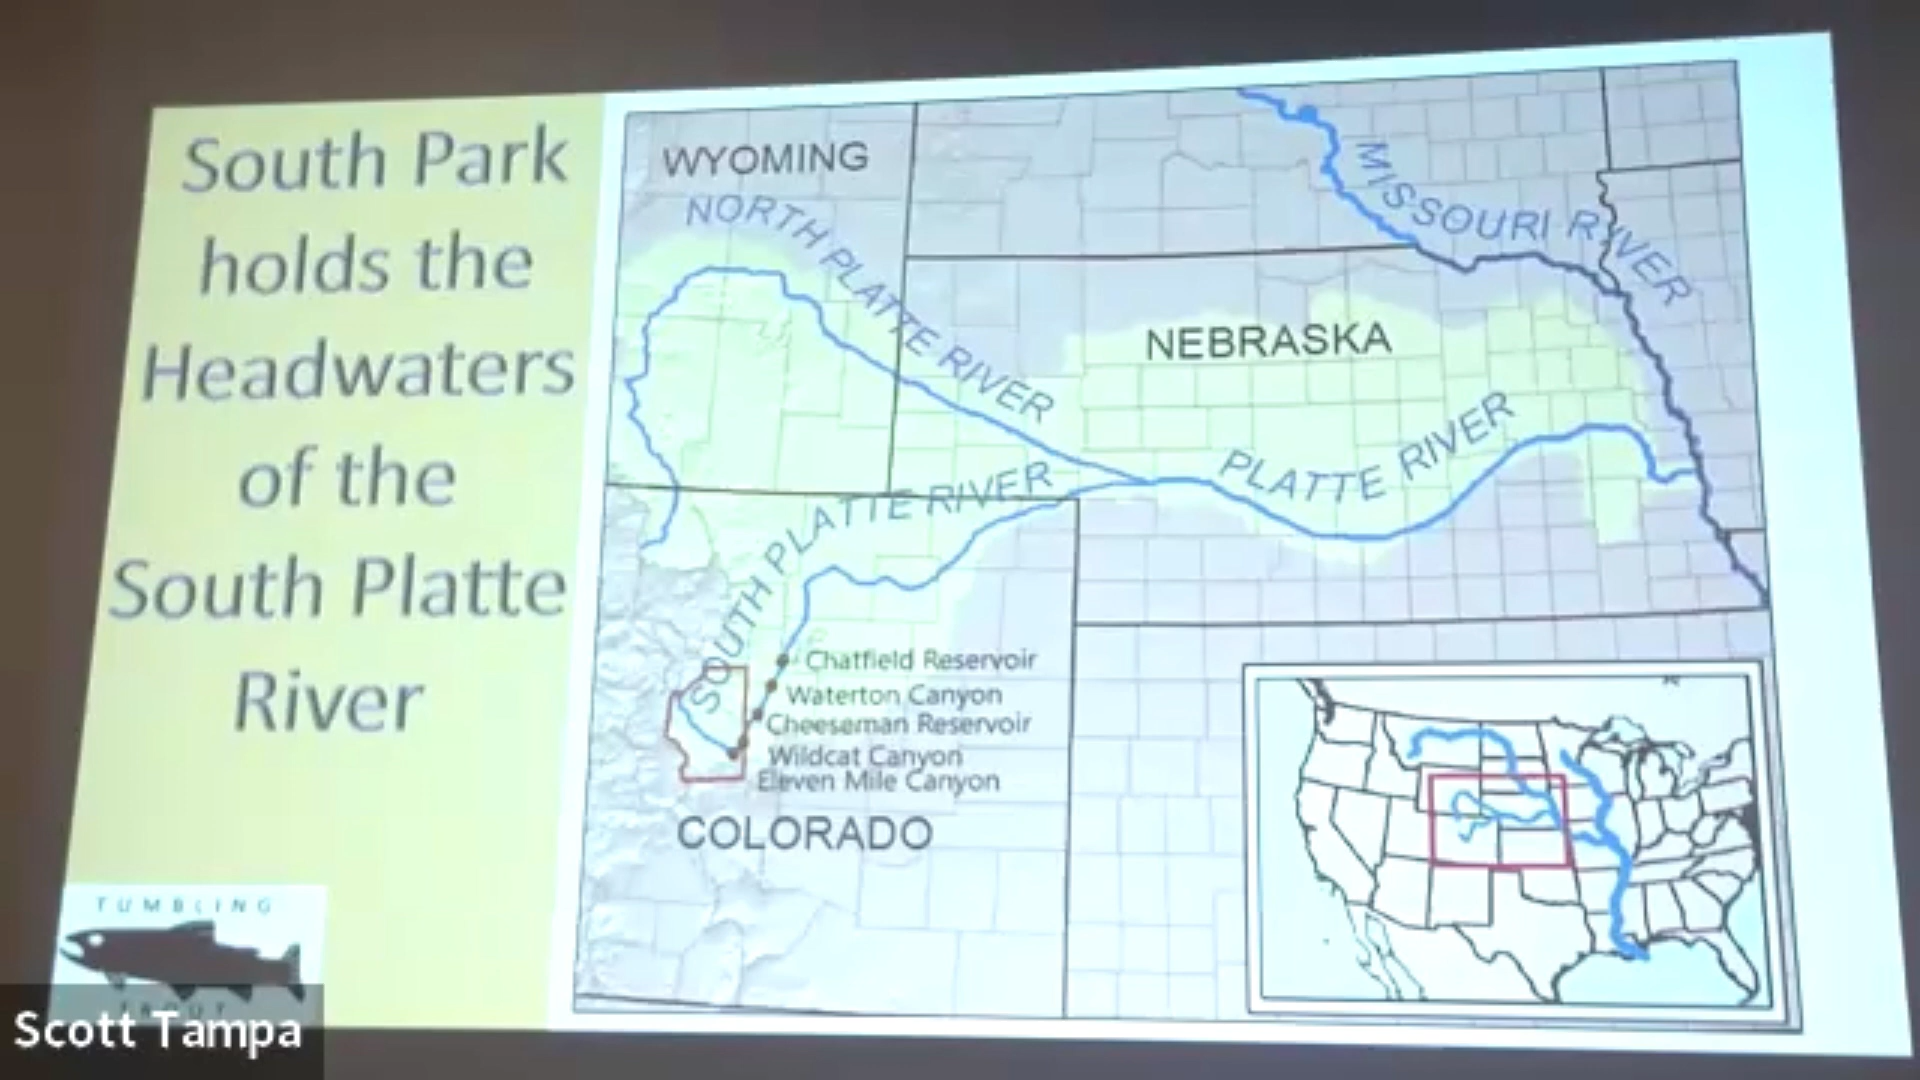 South Park
holds the
Headwaters
of the
South Platte
River
WYOMING
NORTH PLATTE RIVER
MISSOURI RIVER
NEBRASKA
PLATTE RIVER
SOUTH PLATTE RIVER
Chatfield Reservoir
Waterton Canyon
Cheeseman Reservoir
Wildcat Canyon
Eleven Mile Canyon
COLORADO
TUMBLING
TROUT
Scott Tampa